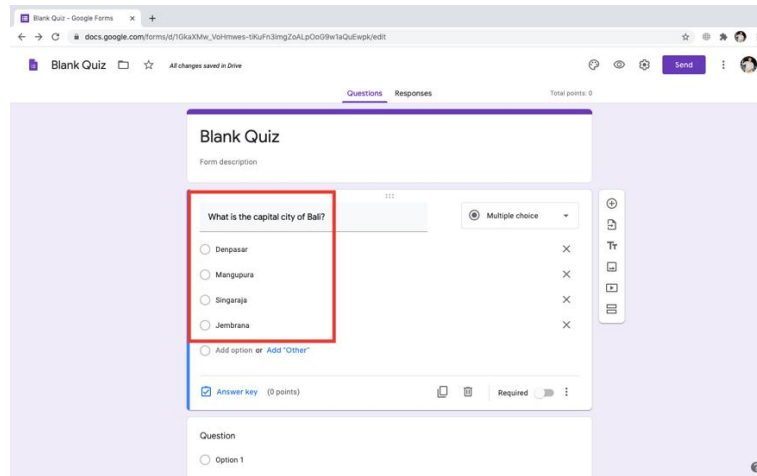 Blank Quiz - Google Forms
docs.google.com/forms/d/1GkaXMw_VoHmwes-tiKuFn3imgZoALpOoG9w1aQuEwpk/edit
Blank Quiz All changes saved in Drive Send
Questions Responses Total points: 0
Blank Quiz
Form description
What is the capital city of Bali? Multiple choice
Denpasar
Mangupura
Singaraja
Jembrana
Add option or Add "Other"
Answer key (0 points) Required
Question
Option 1